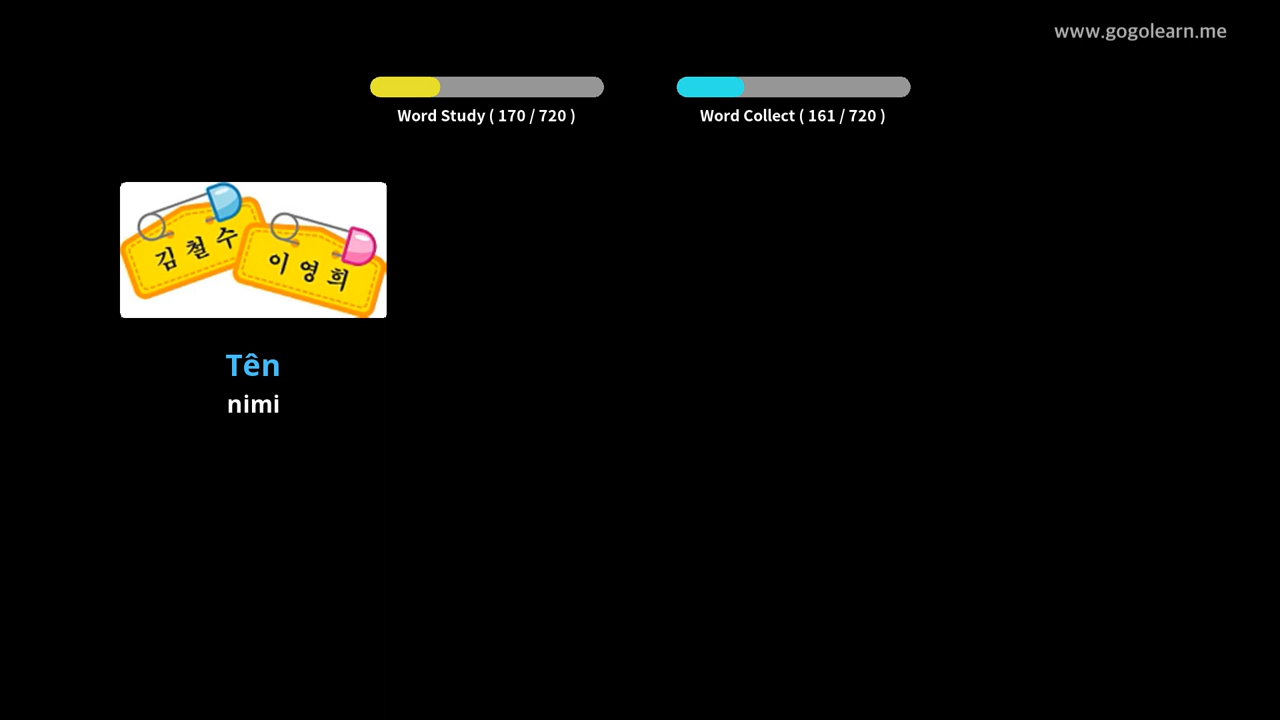 www.gogolearn.me
Word Study ( 170 / 720 )
Word Collect ( 161 / 720 )
김철수
이영희
Tên
nimi